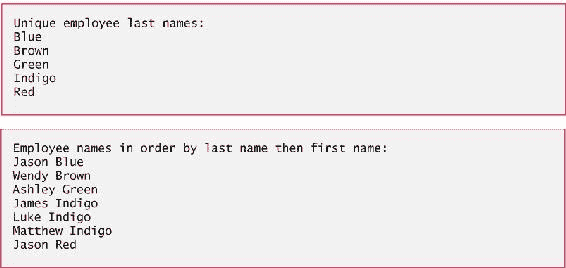 Unique employee last names:
Blue
Brown
Green
Indigo
Red
Employee names in order by last name then first name:
Jason Blue
Wendy Brown
Ashley Green
James Indigo
Luke Indigo
Matthew Indigo
Jason Red